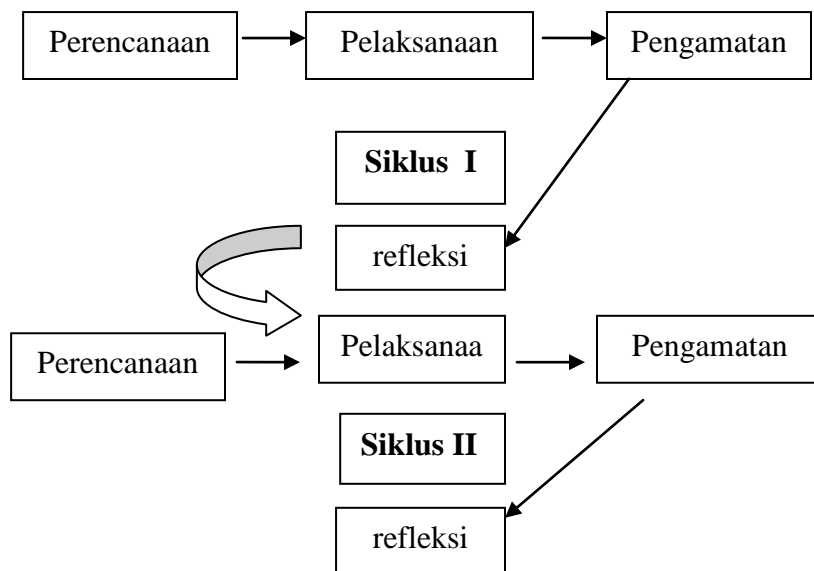 Perencanaan
Pelaksanaan
Pengamatan
Siklus I
refleksi
Perencanaan
Pelaksanaa
Pengamatan
Siklus II
refleksi